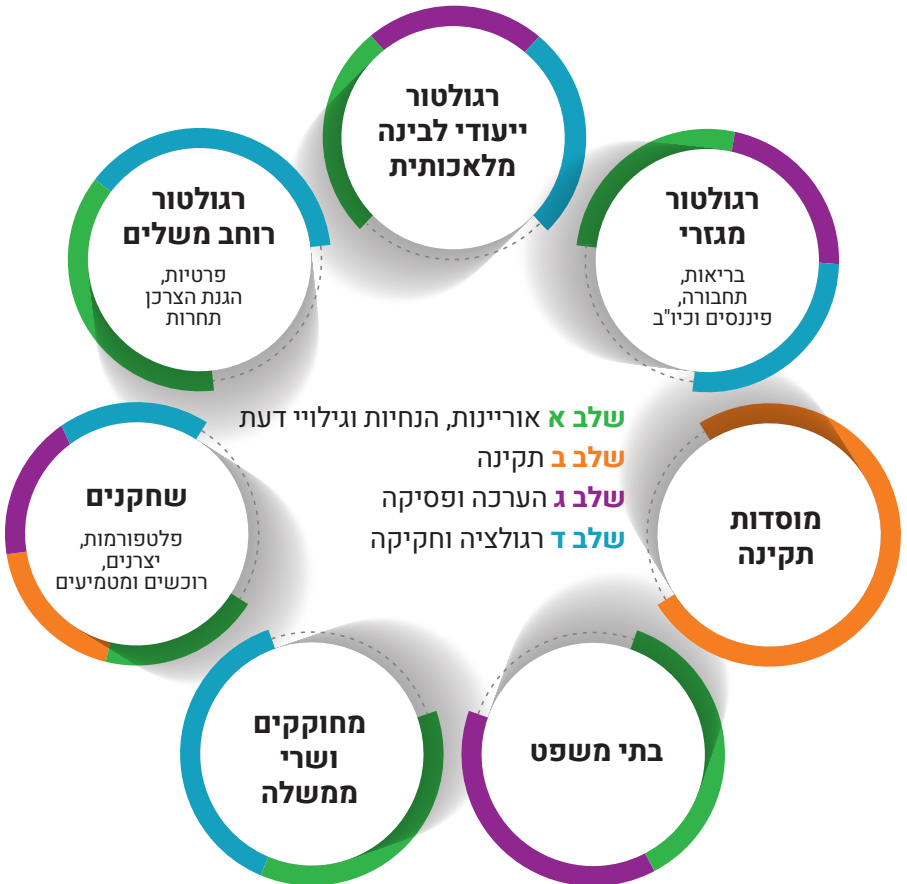 רגולטור
ייעודי לבינה
מלאכותית
רגולטור
מגזרי
בריאות,
תחבורה,
פיננסים וכיו"ב
מוסדות
תקינה
בתי משפט
מחוקקים
ושרי
ממשלה
שחקנים
פלטפורמות,
יצרנים,
רוכשים ומטמיעים
רגולטור
רוחב משלים
פרטיות,
הגנת הצרכן
תחרות
שלב א אוריינות, הנחיות וגילויי דעת
שלב ב תקינה
שלב ג הערכה ופסיקה
שלב ד רגולציה וחקיקה